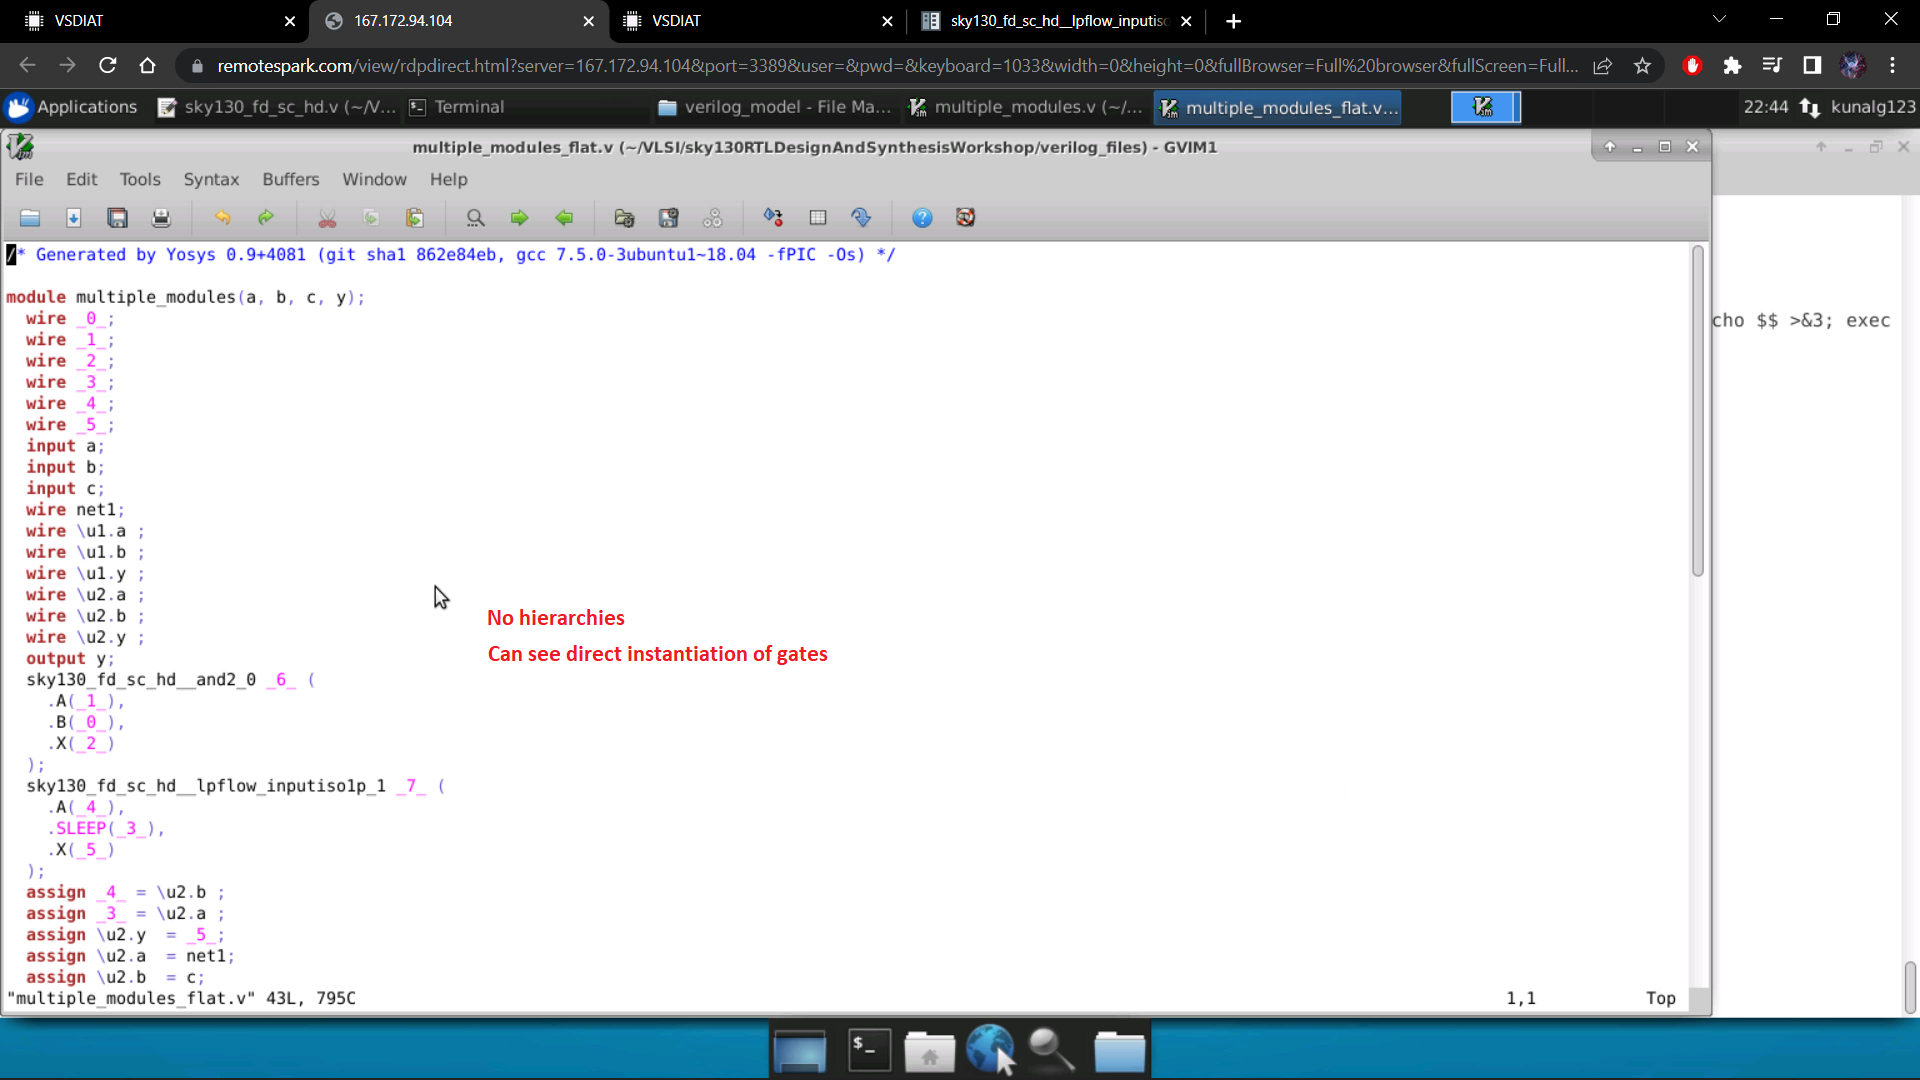 VSDIAT
167.172.94.104
VSDIAT
sky130_fd_sc_hd__lpflow_inputiso
remotespark.com/view/rdpdirect.html?server=167.172.94.104&port=3389&user=&pwd=&keyboard=1033&width=0&height=0&fullBrowser=Full%20browser&fullScreen=Full...
Applications
sky130_fd_sc_hd.v (~/V...
Terminal
verilog_model - File Ma...
multiple_modules.v (~/...
multiple_modules_flat.v...
22:44
kunalg123
multiple_modules_flat.v (~/VLSI/sky130RTLDesignAndSynthesisWorkshop/verilog_files) - GVIM1
File Edit Tools Syntax Buffers Window Help
/* Generated by Yosys 0.9+4081 (git sha1 862e84eb, gcc 7.5.0-3ubuntu1~18.04 -fPIC -Os) */
module multiple_modules(a, b, c, y);
wire _0_;
cho $$ >&3; exec
wire _1_;
wire _2_;
wire _3_;
wire _4_;
wire _5_;
input a;
input b;
input c;
wire net1;
wire \u1.a ;
wire \u1.b ;
wire \u1.y ;
wire \u2.a ;
wire \u2.b ;
wire \u2.y ;
output y;
No hierarchies
Can see direct instantiation of gates
sky130_fd_sc_hd__and2_0 _6_ (
.A(_1_),
.B(_0_),
.X(_2_)
);
sky130_fd_sc_hd__lpflow_inputiso1p_1 _7_ (
.A(_4_),
.SLEEP(_3_),
.X(_5_)
);
assign _4_ = \u2.b ;
assign _3_ = \u2.a ;
assign \u2.y  = _5_;
assign \u2.a  = net1;
assign \u2.b  = c;
"multiple_modules_flat.v" 43L, 795C
1,1
Top
$_